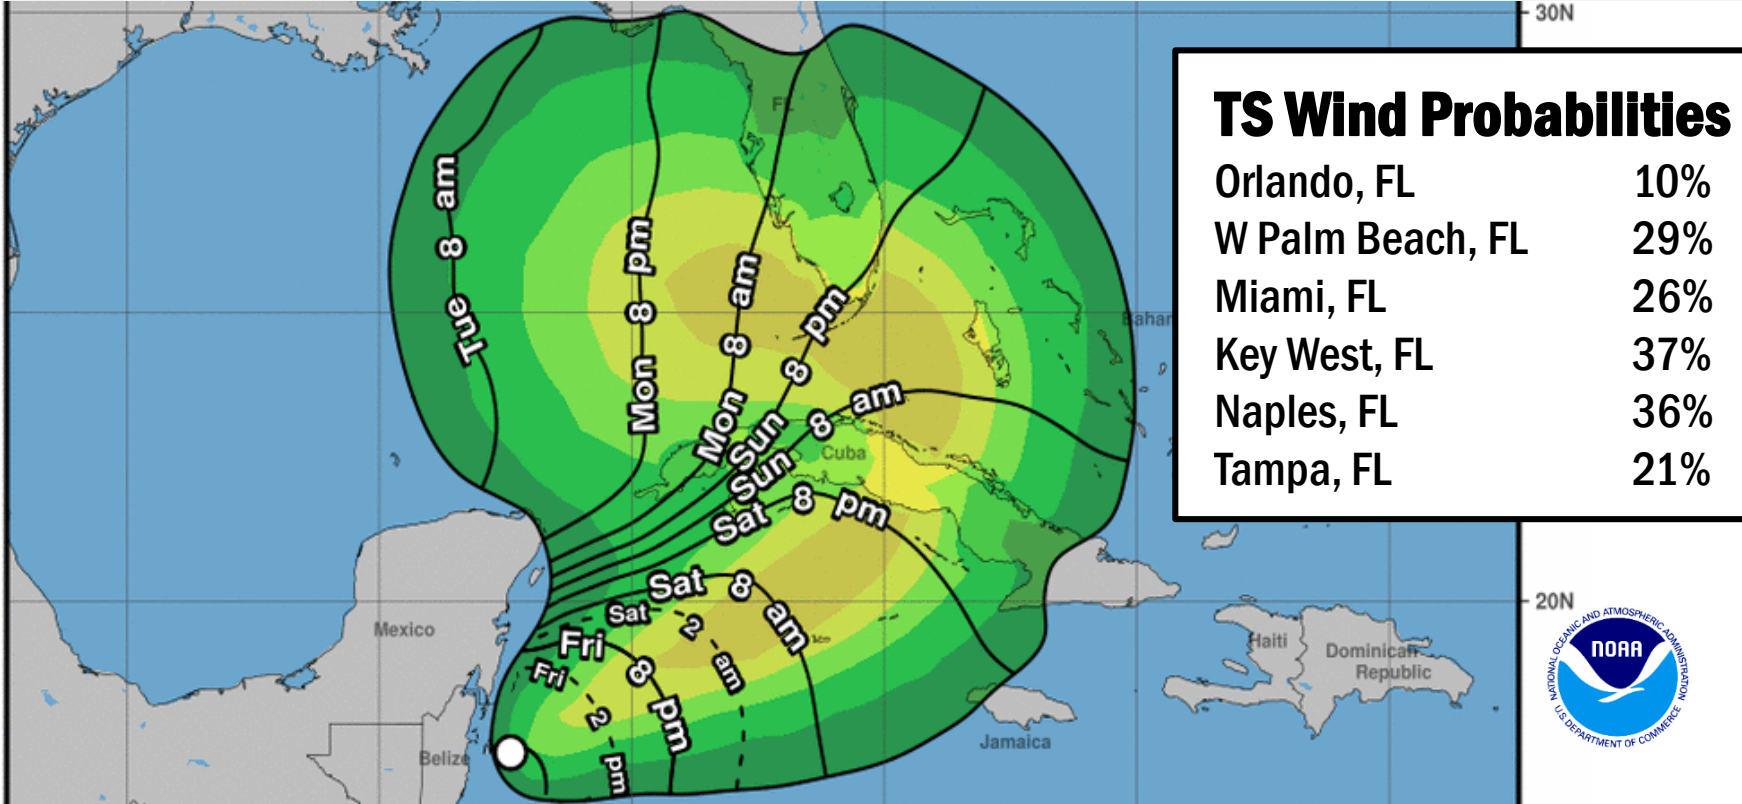 30N
TS Wind Probabilities
Orlando, FL 10%
W Palm Beach, FL 29%
Miami, FL 26%
Key West, FL 37%
Naples, FL 36%
Tampa, FL 21%
FL
Tue 8 am
Mon 8 pm
Mon 8 am
Sun 8 pm
Sun 8 am
Sat 8 pm
Sat 8 am
Sat 2 am
Fri 8 pm
Fri 2 pm
Bahar
Cuba
20N
Mexico
Haiti
Dominican
Republic
Belize
Jamaica
NATIONAL OCEANIC AND ATMOSPHERIC ADMINISTRATION
NOAA
U.S. DEPARTMENT OF COMMERCE